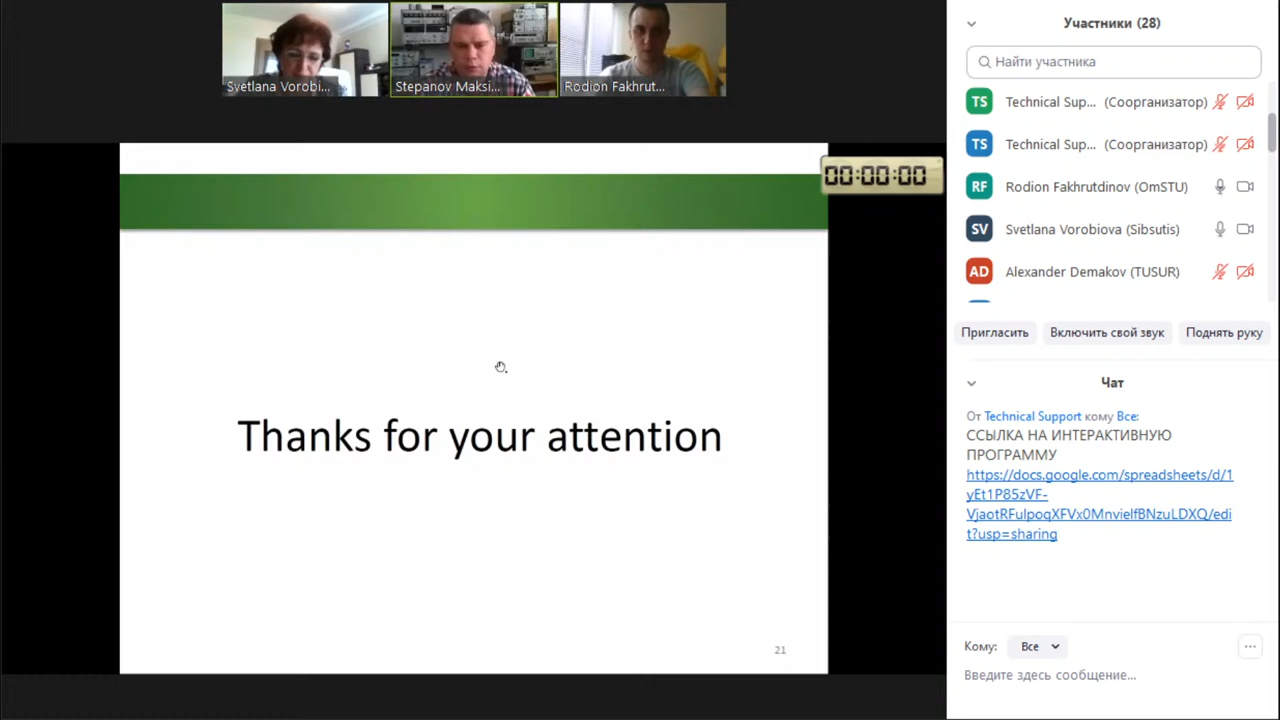 Svetlana Vorobi...
Stepanov Maksi...
Rodion Fakhrut...
00:00:00
Thanks for your attention
21
Участники (28)
Найти участника
TS Technical Sup... (Соорганизатор)
TS Technical Sup... (Соорганизатор)
RF Rodion Fakhrutdinov (OmSTU)
SV Svetlana Vorobiova (Sibsutis)
AD Alexander Demakov (TUSUR)
Пригласить Включить свой звук Поднять руку
Чат
От Technical Support кому Все:
ССЫЛКА НА ИНТЕРАКТИВНУЮ
ПРОГРАММУ
https://docs.google.com/spreadsheets/d/1
yEt1P85zVF-
VjaotRFulpoqXFVx0MnvielfBNzuLDXQ/edi
t?usp=sharing
Кому: Все
Введите здесь сообщение...